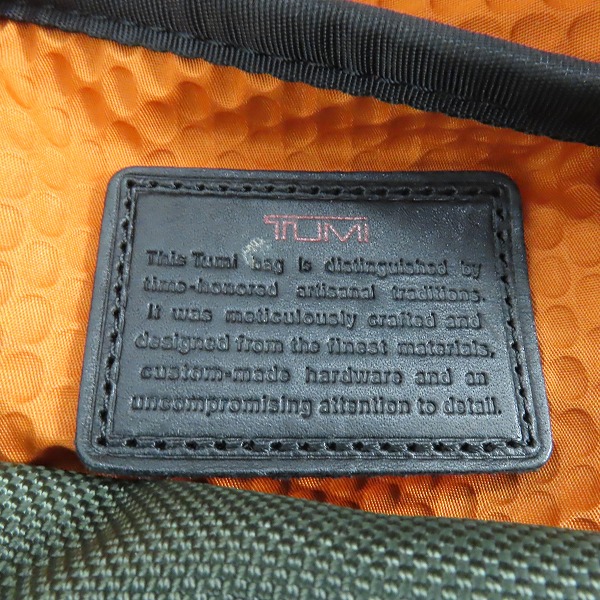 TUMI
This Tumi bag is distinguished by
time-honored artisanal traditions.
It was meticulously crafted and
designed from the finest materials,
custom-made hardware and an
uncompromising attention to detail.